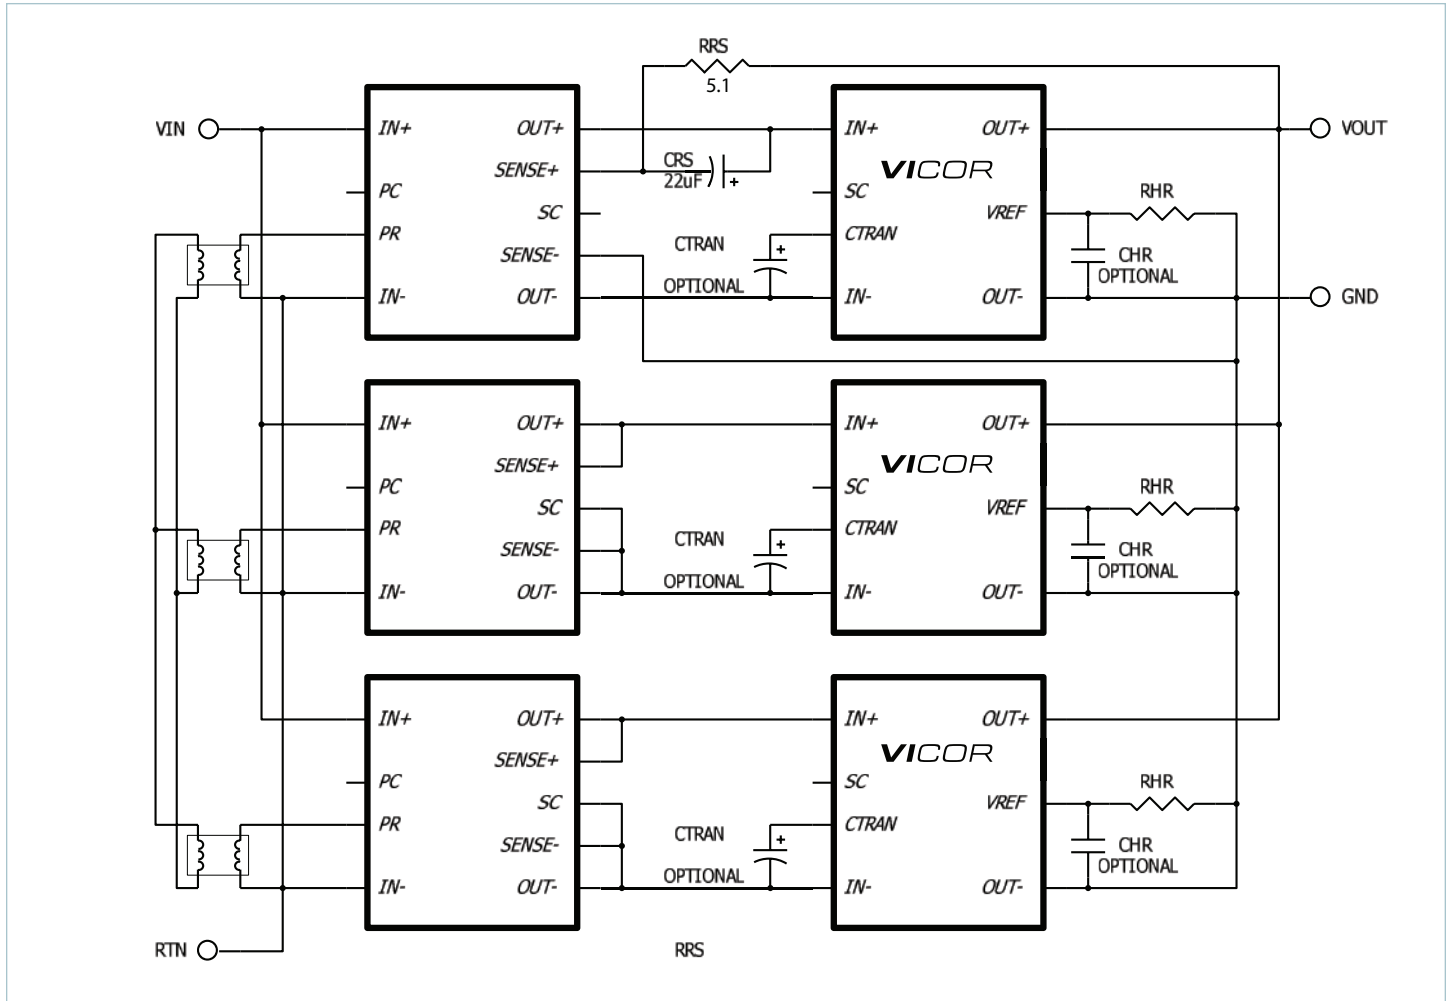 RRS
5.1
VIN
IN+
OUT+
IN+
OUT+
VOUT
SENSE+
CRS
22uF
+
VICOR
PC
SC
RHR
SC
VREF
PR
CTRAN
+
CTRAN
SENSE-
CHR
OPTIONAL
OPTIONAL
IN-
OUT-
IN-
OUT-
GND
IN+
OUT+
IN+
OUT+
SENSE+
VICOR
PC
SC
RHR
SC
VREF
PR
CTRAN
+
CTRAN
SENSE-
CHR
OPTIONAL
OPTIONAL
IN-
OUT-
IN-
OUT-
IN+
OUT+
IN+
OUT+
SENSE+
VICOR
PC
SC
RHR
SC
VREF
PR
CTRAN
+
CTRAN
SENSE-
CHR
OPTIONAL
OPTIONAL
IN-
OUT-
IN-
OUT-
RTN
RRS